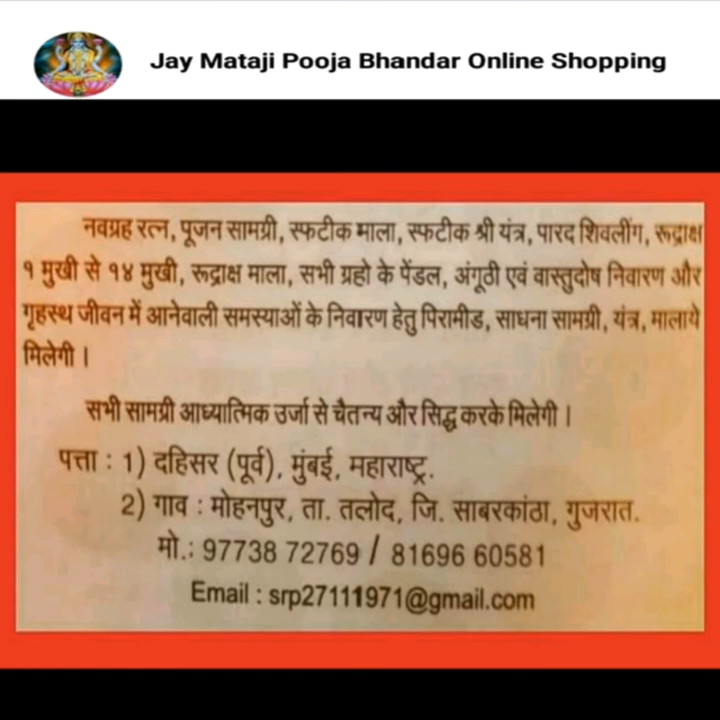 Jay Mataji Pooja Bhandar Online Shopping
नवग्रह रत्न, पूजन सामग्री, स्फटीक माला, स्फटीक श्री यंत्र, पारद शिवलींग, रूद्राक्ष
१ मुखी से १४ मुखी, रूद्राक्ष माला, सभी ग्रहो के पेंडल, अंगूठी एवं वास्तुदोष निवारण और
गृहस्थ जीवन में आनेवाली समस्याओं के निवारण हेतु पिरामीड, साधना सामग्री, यंत्र, मालाये
मिलेगी ।
सभी सामग्री आध्यात्मिक उर्जा से चैतन्य और सिद्ध करके मिलेगी ।
पत्ता : 1) दहिसर (पूर्व), मुंबई, महाराष्ट्र.
2) गाव : मोहनपुर, ता. तलोद, जि. साबरकांठा, गुजरात.
मो.: 97738 72769 / 81696 60581
Email : srp27111971@gmail.com